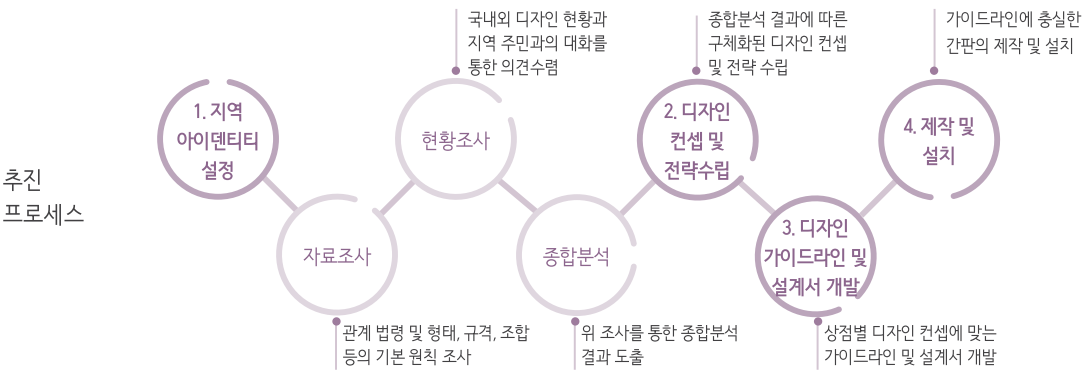 추진
프로세스
1. 지역
아이덴티티
설정
자료조사
관계 법령 및 형태, 규격, 조합
등의 기본 원칙 조사
국내외 디자인 현황과
지역 주민과의 대화를
통한 의견수렴
현황조사
종합분석
위 조사를 통한 종합분석
결과 도출
종합분석 결과에 따른
구체화된 디자인 컨셉
및 전략 수립
2. 디자인
컨셉 및
전략수립
3. 디자인
가이드라인 및
설계서 개발
상점별 디자인 컨셉에 맞는
가이드라인 및 설계서 개발
가이드라인에 충실한
간판의 제작 및 설치
4. 제작 및
설치